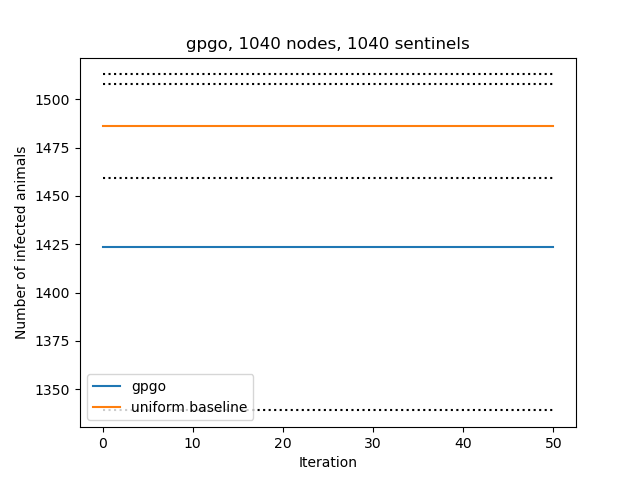 gpgo, 1040 nodes, 1040 sentinels
Number of infected animals
1500
1475
1450
1425
1400
1375
1350
gpgo
uniform baseline
0 10 20 30 40 50
Iteration